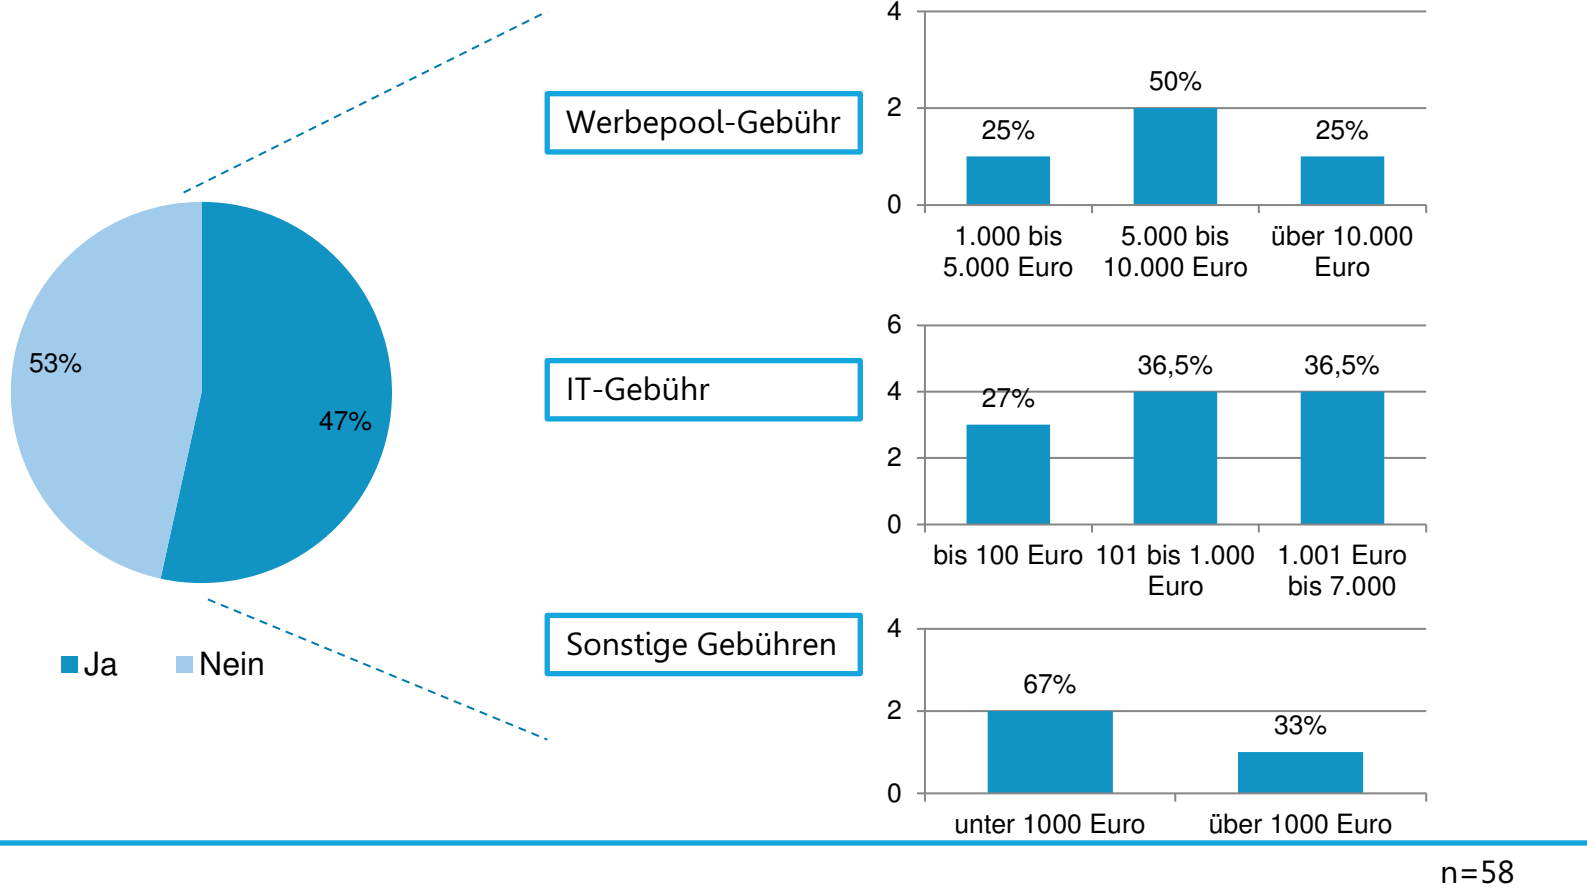 53%
47%
Ja
Nein
Werbepool-Gebühr
4
2
0
25%
50%
25%
1.000 bis
5.000 Euro
5.000 bis
10.000 Euro
über 10.000
Euro
IT-Gebühr
6
4
2
0
27%
36,5%
36,5%
bis 100 Euro
101 bis 1.000
Euro
1.001 Euro
bis 7.000
Sonstige Gebühren
4
2
0
67%
33%
unter 1000 Euro
über 1000 Euro
n=58